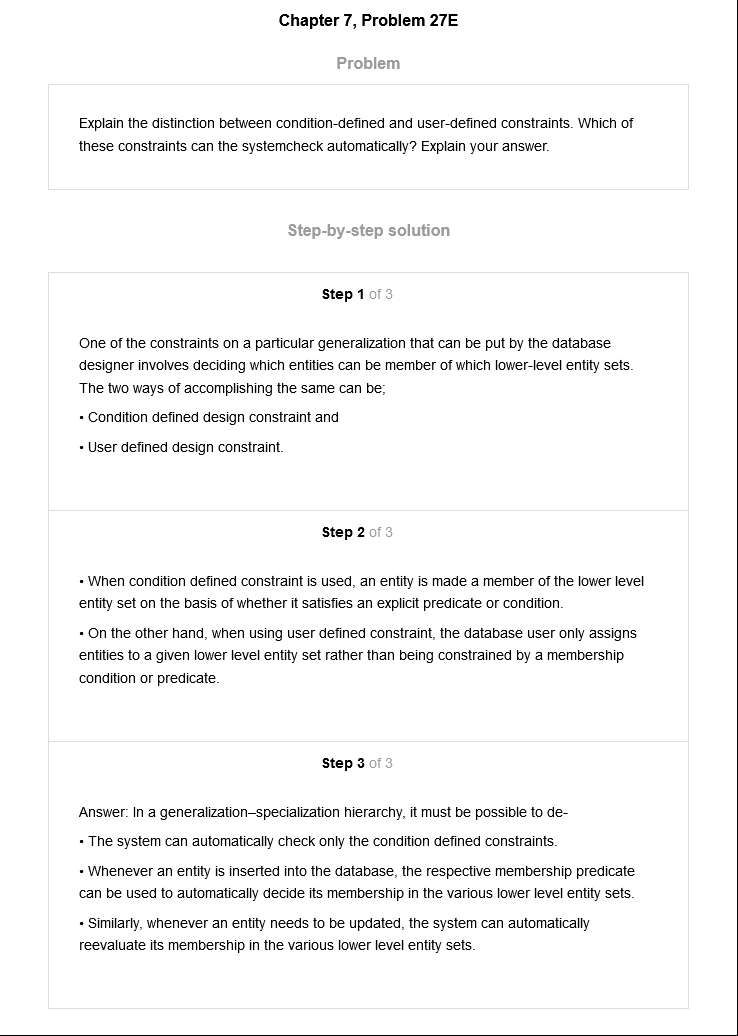 Chapter 7, Problem 27E
Problem
Explain the distinction between condition-defined and user-defined constraints. Which of
these constraints can the systemcheck automatically? Explain your answer.
Step-by-step solution
Step 1 of 3
One of the constraints on a particular generalization that can be put by the database
designer involves deciding which entities can be member of which lower-level entity sets.
The two ways of accomplishing the same can be;
• Condition defined design constraint and
• User defined design constraint.
Step 2 of 3
• When condition defined constraint is used, an entity is made a member of the lower level
entity set on the basis of whether it satisfies an explicit predicate or condition.
• On the other hand, when using user defined constraint, the database user only assigns
entities to a given lower level entity set rather than being constrained by a membership
condition or predicate.
Step 3 of 3
Answer: In a generalization–specialization hierarchy, it must be possible to de-
• The system can automatically check only the condition defined constraints.
• Whenever an entity is inserted into the database, the respective membership predicate
can be used to automatically decide its membership in the various lower level entity sets.
• Similarly, whenever an entity needs to be updated, the system can automatically
reevaluate its membership in the various lower level entity sets.